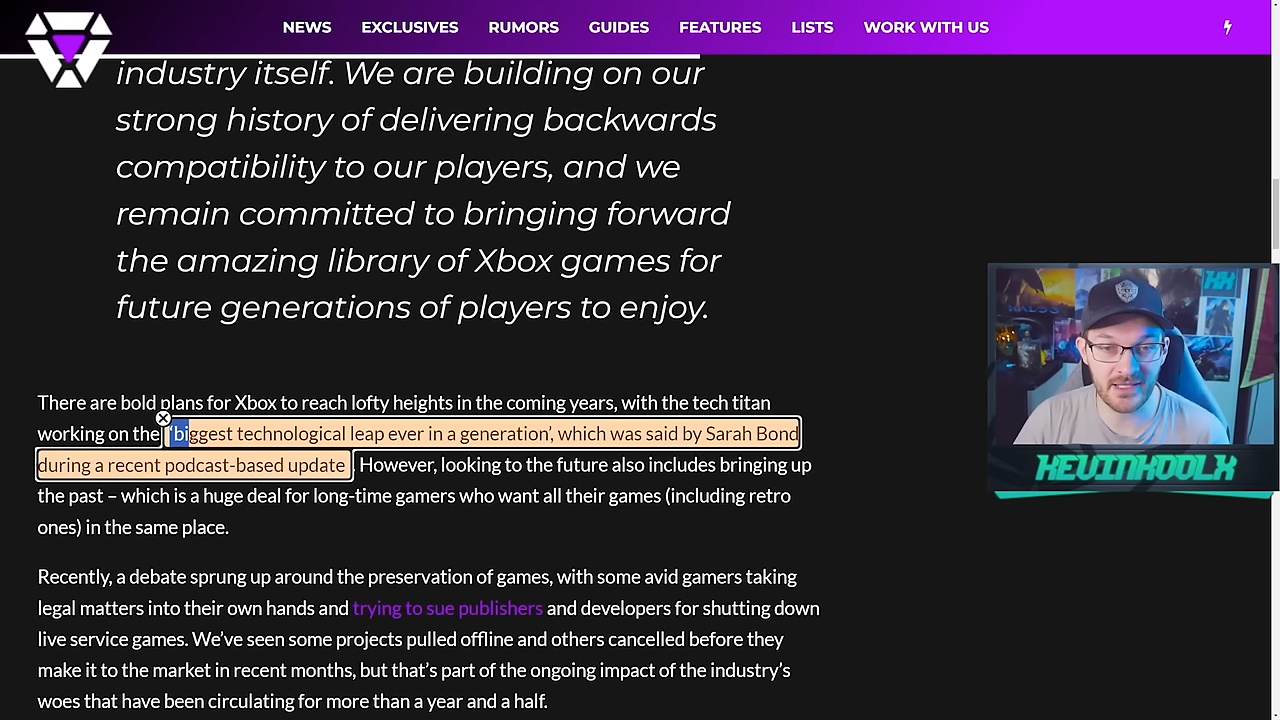 NEWS EXCLUSIVES RUMORS GUIDES FEATURES LISTS WORK WITH US
industry itself. We are building on our
strong history of delivering backwards
compatibility to our players, and we
remain committed to bringing forward
the amazing library of Xbox games for
future generations of players to enjoy.
There are bold plans for Xbox to reach lofty heights in the coming years, with the tech titan
working on the ‘biggest technological leap ever in a generation’, which was said by Sarah Bond
during a recent podcast-based update. However, looking to the future also includes bringing up
the past – which is a huge deal for long-time gamers who want all their games (including retro
ones) in the same place.
Recently, a debate sprung up around the preservation of games, with some avid gamers taking
legal matters into their own hands and trying to sue publishers and developers for shutting down
live service games. We’ve seen some projects pulled offline and others cancelled before they
make it to the market in recent months, but that’s part of the ongoing impact of the industry’s
woes that have been circulating for more than a year and a half.
KEVINKOOLX